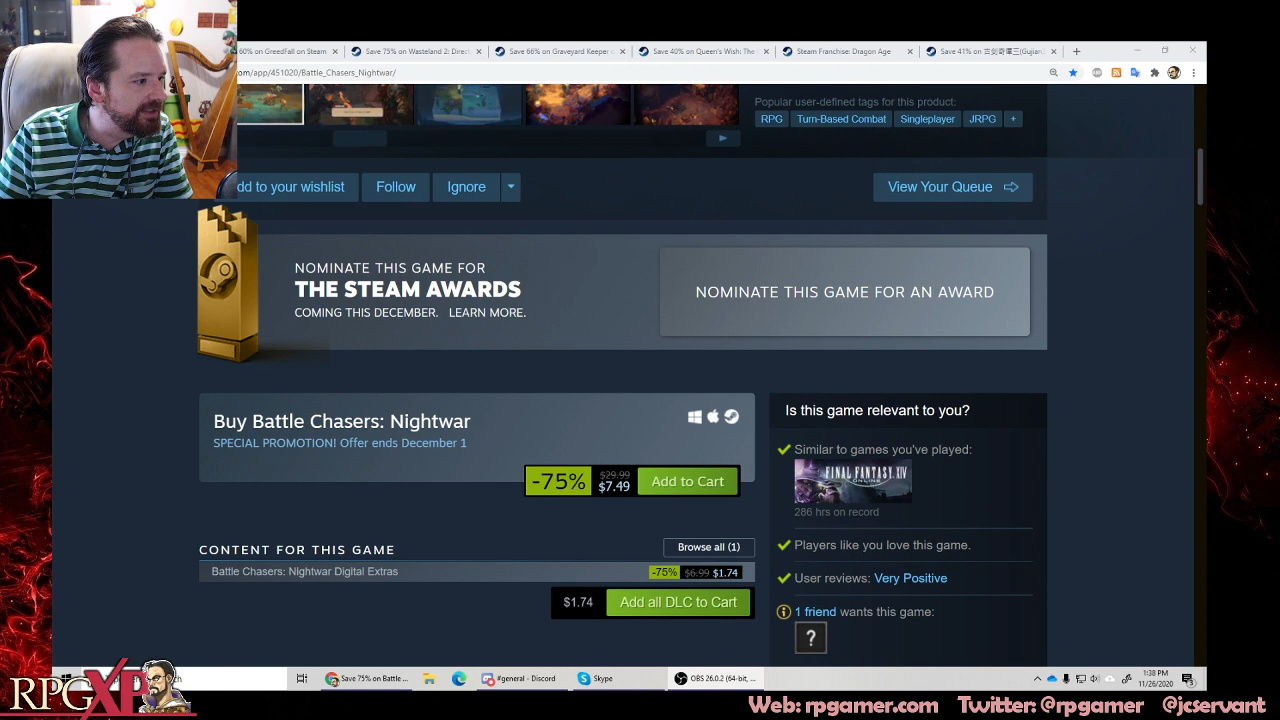 60% on GreedFall on Steam
Save 75% on Wasteland 2: Direct
Save 66% on Graveyard Keeper o
Save 40% on Queen's Wish: The
Steam Franchise: Dragon Age
Save 41% on 古剑奇谭三(Gujian
om/app/451020/Battle_Chasers_Nightwar/
Popular user-defined tags for this product:
RPG Turn-Based Combat Singleplayer JRPG +
dd to your wishlist Follow Ignore View Your Queue
NOMINATE THIS GAME FOR
THE STEAM AWARDS
COMING THIS DECEMBER. LEARN MORE.
NOMINATE THIS GAME FOR AN AWARD
Buy Battle Chasers: Nightwar
SPECIAL PROMOTION! Offer ends December 1
-75% $29.99 $7.49 Add to Cart
Is this game relevant to you?
Similar to games you've played:
FINAL FANTASY XIV
ONLINE
286 hrs on record
Players like you love this game.
User reviews: Very Positive
1 friend wants this game:
?
CONTENT FOR THIS GAME Browse all (1)
Battle Chasers: Nightwar Digital Extras -75% $6.99 $1.74
$1.74 Add all DLC to Cart
Save 75% on Battle ...
#general - Discord
Skype
OBS 26.0.2 (64-bit, ...
1:38 PM
11/26/2020
RPGXP
Web: rpgamer.com Twitter: @rpgamer @jcservant